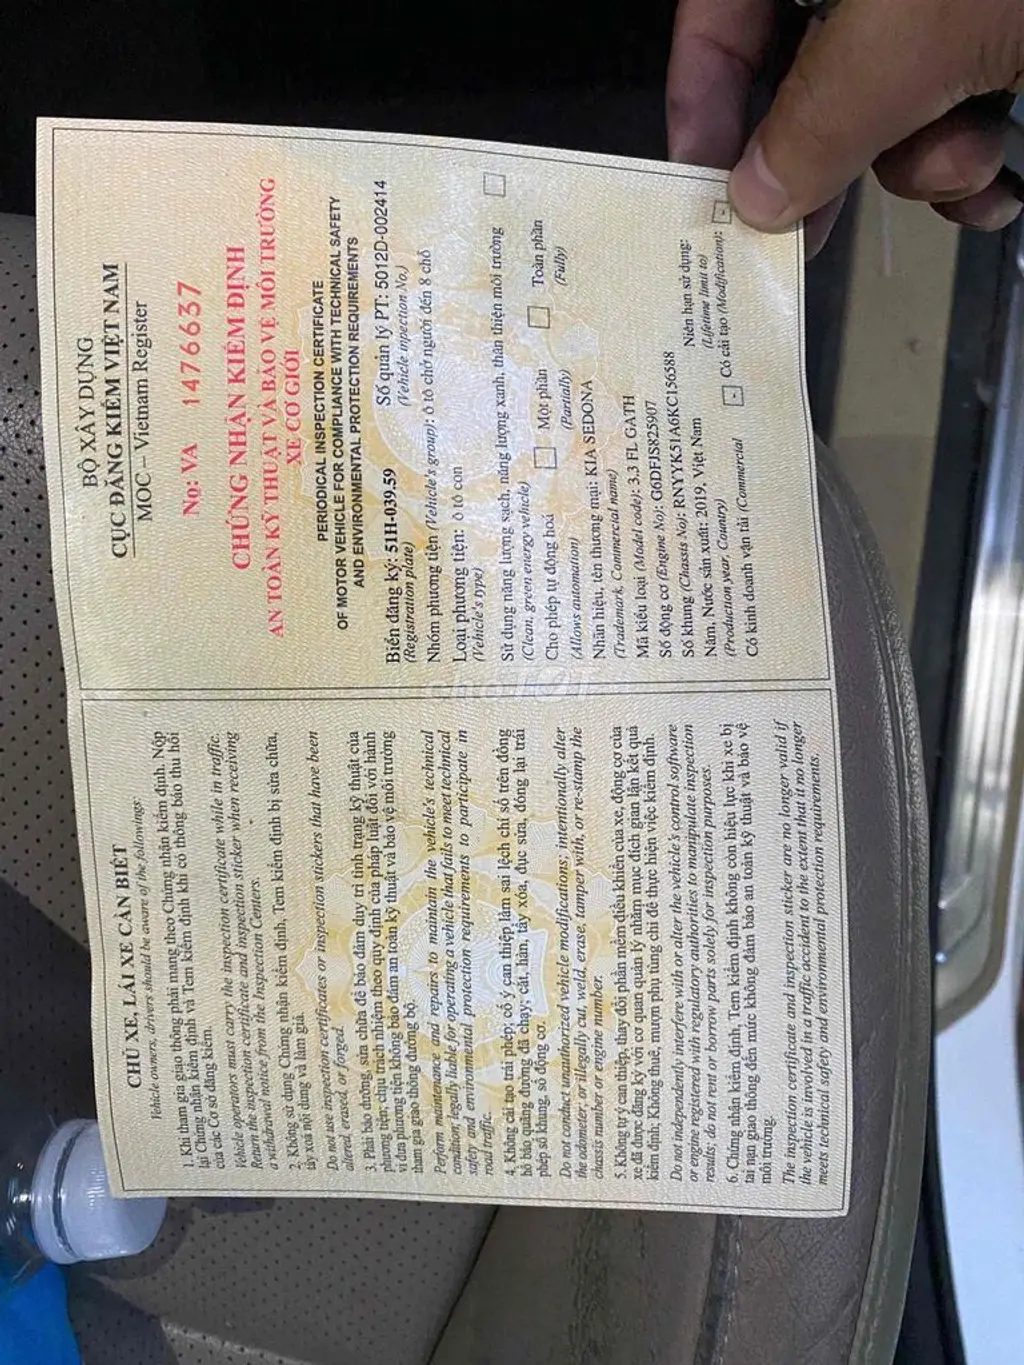 CHỦ XE, LÁI XE CẦN BIẾT
Vehicle owners, drivers should be aware of the followings:
1. Khi tham gia giao thông phải mang theo Chứng nhận kiểm định. Nộp
lại Chứng nhận kiểm định và Tem kiểm định khi có thông báo thu hồi
của các Cơ sở đăng kiểm.
Vehicle operators must carry the inspection certificate while in traffic.
Return the inspection certificate and inspection sticker when receiving
a withdrawal notice from the Inspection Centers.
2. Không sử dụng Chứng nhận kiểm định, Tem kiểm định bị sửa chữa,
tẩy xoá nội dung và làm giả.
Do not use inspection certificates or inspection stickers that have been
altered, erased, or forged.
3. Phải bảo dưỡng, sửa chữa để bảo đảm duy trì tình trạng kỹ thuật của
phương tiện; chịu trách nhiệm theo quy định của pháp luật đối với hành
vi đưa phương tiện không bảo đảm an toàn kỹ thuật và bảo vệ môi trường
tham gia giao thông đường bộ.
Perform maintenance and repairs to maintain the vehicle's technical
condition; legally liable for operating a vehicle that fails to meet technical
safety and environmental protection requirements to participate in
road traffic.
4. Không cải tạo trái phép; cố ý can thiệp làm sai lệch chỉ số trên đồng
hồ báo quãng đường đã chạy; cắt, hàn, tẩy xóa, đục sửa, đóng lại trái
phép số khung, số động cơ.
Do not conduct unauthorized vehicle modifications; intentionally alter
the odometer; or illegally cut, weld, erase, tamper with, or re-stamp the
chassis number or engine number.
5. Không tự ý can thiệp, thay đổi phần mềm điều khiển của xe, động cơ của
xe đã được đăng ký với cơ quan quản lý nhằm mục đích gian lận kết quả
kiểm định; Không thuê, mượn phụ tùng chỉ để thực hiện việc kiểm định.
Do not independently interfere with or alter the vehicle's control software
or engine registered with regulatory authorities to manipulate inspection
results; do not rent or borrow parts solely for inspection purposes.
6. Chứng nhận kiểm định, Tem kiểm định không còn hiệu lực khi xe bị
tai nạn giao thông đến mức không đảm bảo an toàn kỹ thuật và bảo vệ
môi trường.
The inspection certificate and inspection sticker are no longer valid if
the vehicle is involved in a traffic accident to the extent that it no longer
meets technical safety and environmental protection requirements.
BỘ XÂY DỰNG
CỤC ĐĂNG KIỂM VIỆT NAM
MOC – Vietnam Register
Nọ: VA 1476637
CHỨNG NHẬN KIỂM ĐỊNH
AN TOÀN KỸ THUẬT VÀ BẢO VỆ MÔI TRƯỜNG
XE CƠ GIỚI
PERIODICAL INSPECTION CERTIFICATE
OF MOTOR VEHICLE FOR COMPLIANCE WITH TECHNICAL SAFETY
AND ENVIRONMENTAL PROTECTION REQUIREMENTS
Biển đăng ký: 51H-039.59 Số quản lý PT: 5012D-002414
(Registration plate) (Vehicle inpection No.)
Nhóm phương tiện (Vehicle's group): ô tô chở người đến 8 chỗ
Loại phương tiện: ô tô con
(Vehicle's type)
Sử dụng năng lượng sạch, năng lượng xanh, thân thiện môi trường
(Clean, green energy vehicle)
Cho phép tự động hoá Một phần Toàn phần
(Allows automation) (Partially) (Fully)
Nhãn hiệu, tên thương mại: KIA SEDONA
(Trademark, Commercial name)
Mã kiểu loại (Model code): 3.3 FL GATH
Số động cơ (Engine No): G6DFJS825907
Số khung (Chassis No): RNYYK51A6KC156588
Năm, Nước sản xuất: 2019, Việt Nam Niên hạn sử dụng:
(Production year, Country) (Lifetime limit to)
Có kinh doanh vận tải (Commercial - Có cải tạo (Modification): -